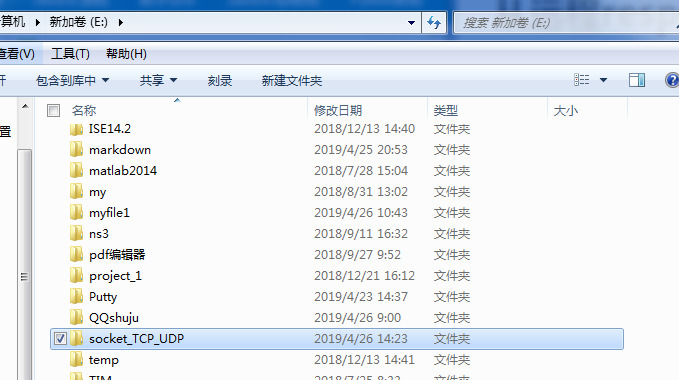 算机 ▶ 新加卷 (E:) ▶ 搜索 新加卷 (E:)
查看(V) 工具(T) 帮助(H)
包含到库中 共享 刻录 新建文件夹
名称 修改日期 类型 大小
ISE14.2 2018/12/13 14:40 文件夹
置
markdown 2019/4/25 20:53 文件夹
matlab2014 2018/7/28 15:04 文件夹
my 2018/8/31 13:02 文件夹
myfile1 2019/4/26 10:43 文件夹
ns3 2018/9/11 16:32 文件夹
pdf编辑器 2018/9/27 9:52 文件夹
project_1 2018/12/21 16:12 文件夹
Putty 2019/4/23 14:37 文件夹
QQshuju 2019/4/26 9:00 文件夹
socket_TCP_UDP 2019/4/26 14:23 文件夹
temp 2018/12/13 14:41 文件夹
TIM 2018/7/25 8:33 文件夹